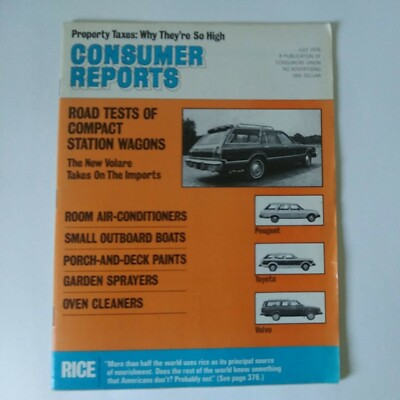 Property Taxes: Why They're So High
CONSUMER
REPORTS
JULY 1976
A PUBLICATION OF
CONSUMERS UNION
NO ADVERTISING
ONE DOLLAR
ROAD TESTS OF
COMPACT
STATION WAGONS
The New Volare
Takes On The Imports
ROOM AIR-CONDITIONERS
SMALL OUTBOARD BOATS
PORCH-AND-DECK PAINTS
GARDEN SPRAYERS
OVEN CLEANERS
Peugeot
Toyota
Volvo
RICE
"More than half the world uses rice as its principal source
of nourishment. Does the rest of the world know something
that Americans don't? Probably not." (See page 376.)